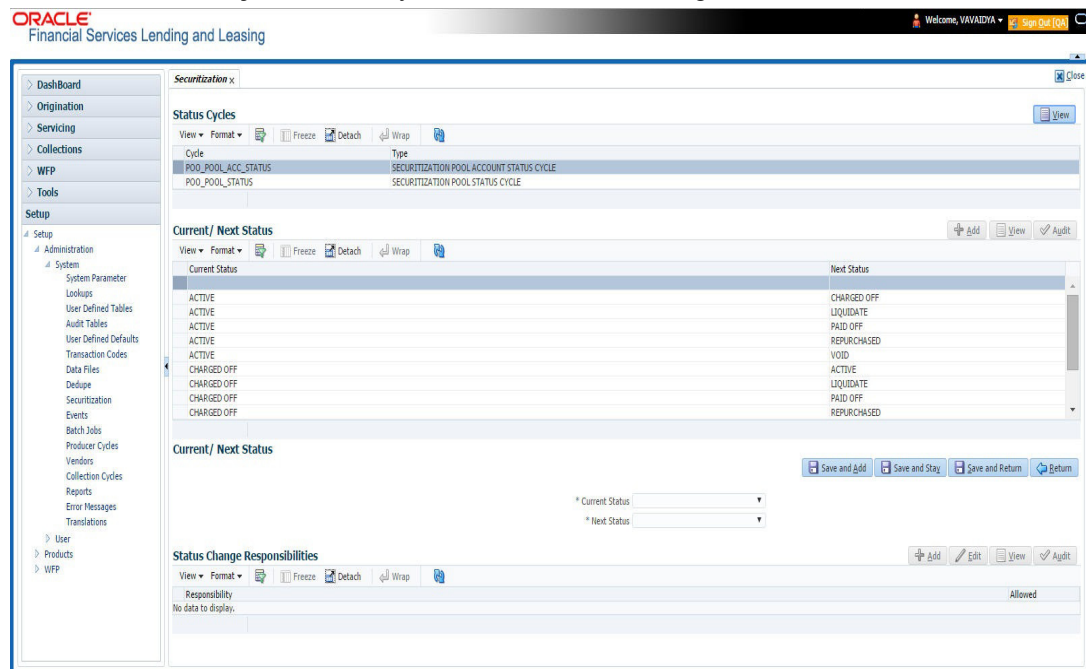 ORACLE'
Financial Services Lending and Leasing
Welcome, VAVAIDYA
Sign Out [QA]
Close
DashBoard
Origination
Servicing
Collections
WFP
Tools
Setup
Setup
Administration
System
System Parameter
Lookups
User Defined Tables
Audit Tables
User Defined Defaults
Transaction Codes
Data Files
Dedupe
Securitization
Events
Batch Jobs
Producer Cycles
Vendors
Collection Cycles
Reports
Error Messages
Translations
User
Products
WFP
Securitization x
Status Cycles
View
View Format Freeze Detach Wrap
Cycle Type
POO_POOL_ACC_STATUS SECURITIZATION POOL ACCOUNT STATUS CYCLE
POO_POOL_STATUS SECURITIZATION POOL STATUS CYCLE
Current/ Next Status
Add View Audit
View Format Freeze Detach Wrap
Current Status Next Status
ACTIVE CHARGED OFF
ACTIVE LIQUIDATE
ACTIVE PAID OFF
ACTIVE REPURCHASED
ACTIVE VOID
CHARGED OFF ACTIVE
CHARGED OFF LIQUIDATE
CHARGED OFF PAID OFF
CHARGED OFF REPURCHASED
Current/ Next Status
Save and Add Save and Stay Save and Return Return
* Current Status
* Next Status
Status Change Responsibilities
Add Edit View Audit
View Format Freeze Detach Wrap
Responsibility Allowed
No data to display.